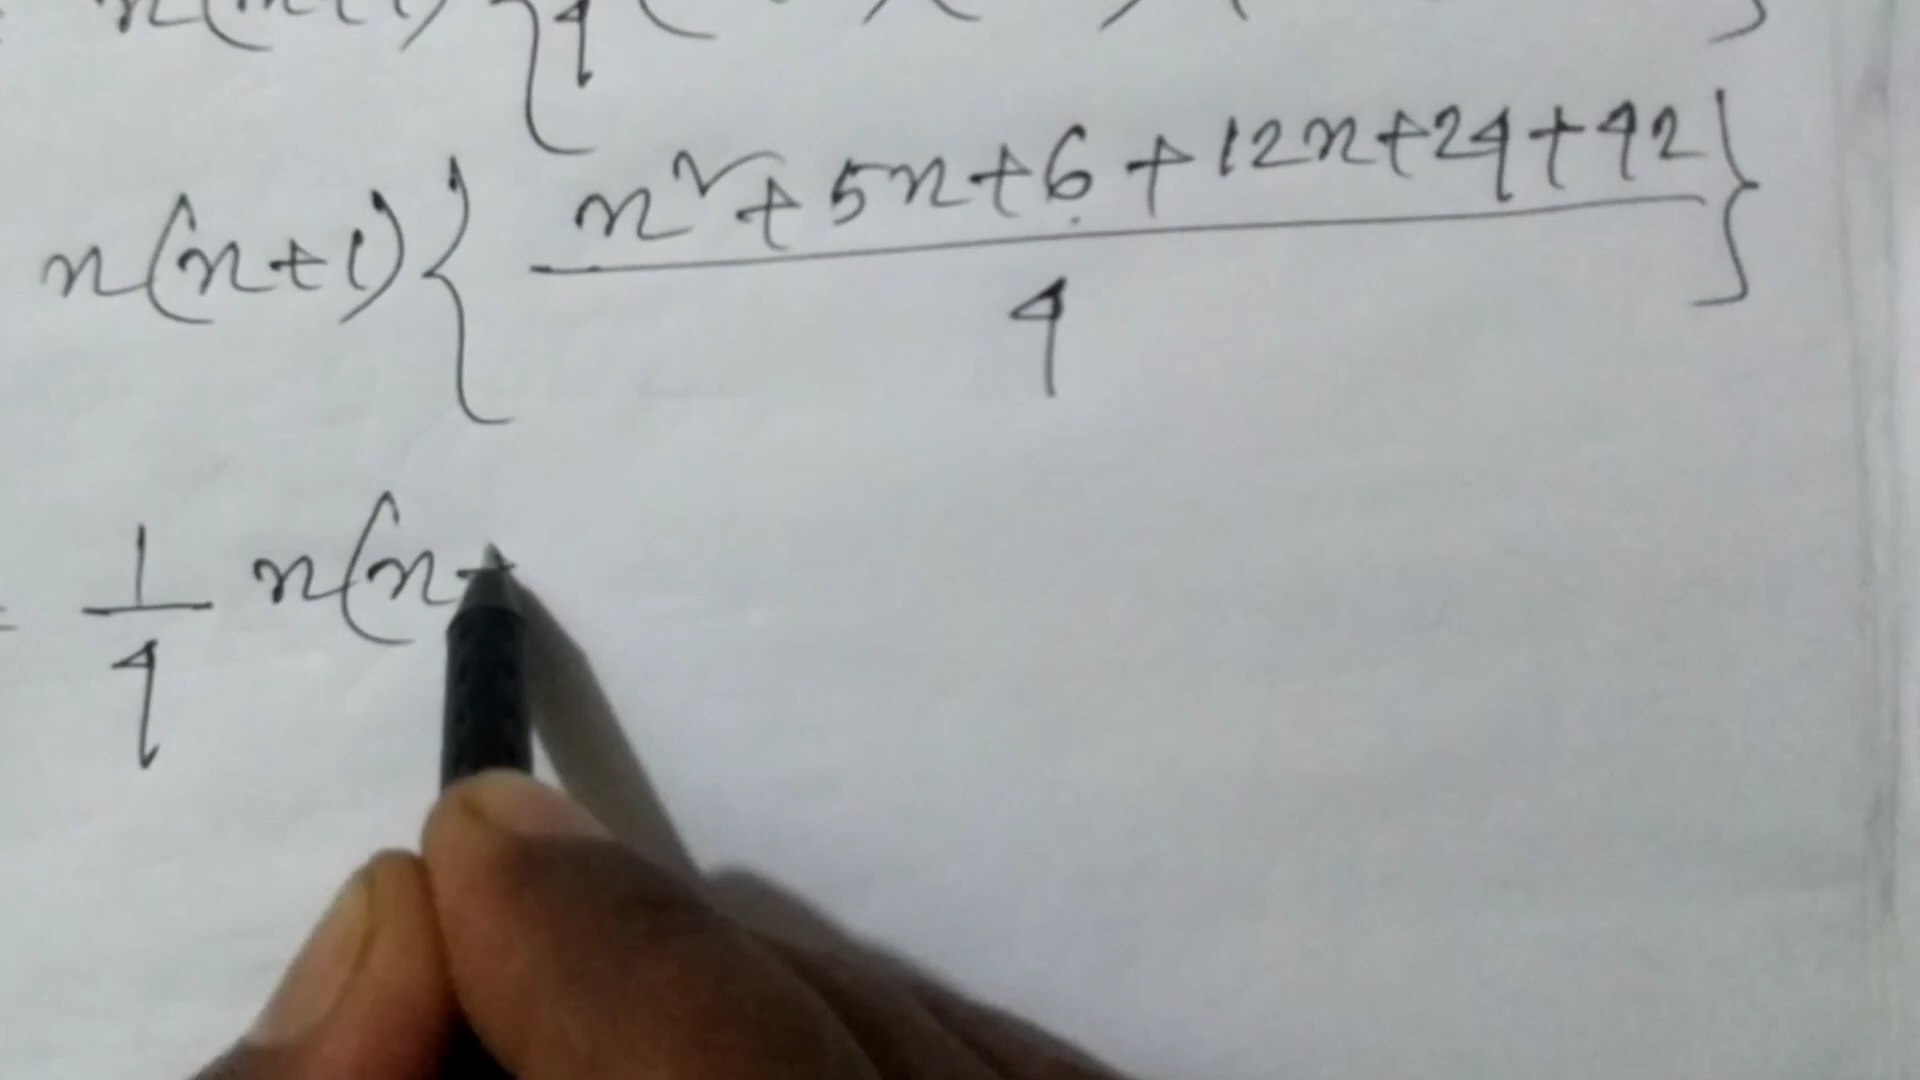 n(n+1){ n²+5n+6+12n+24+42 / 4 }
= 1/4 n(n+